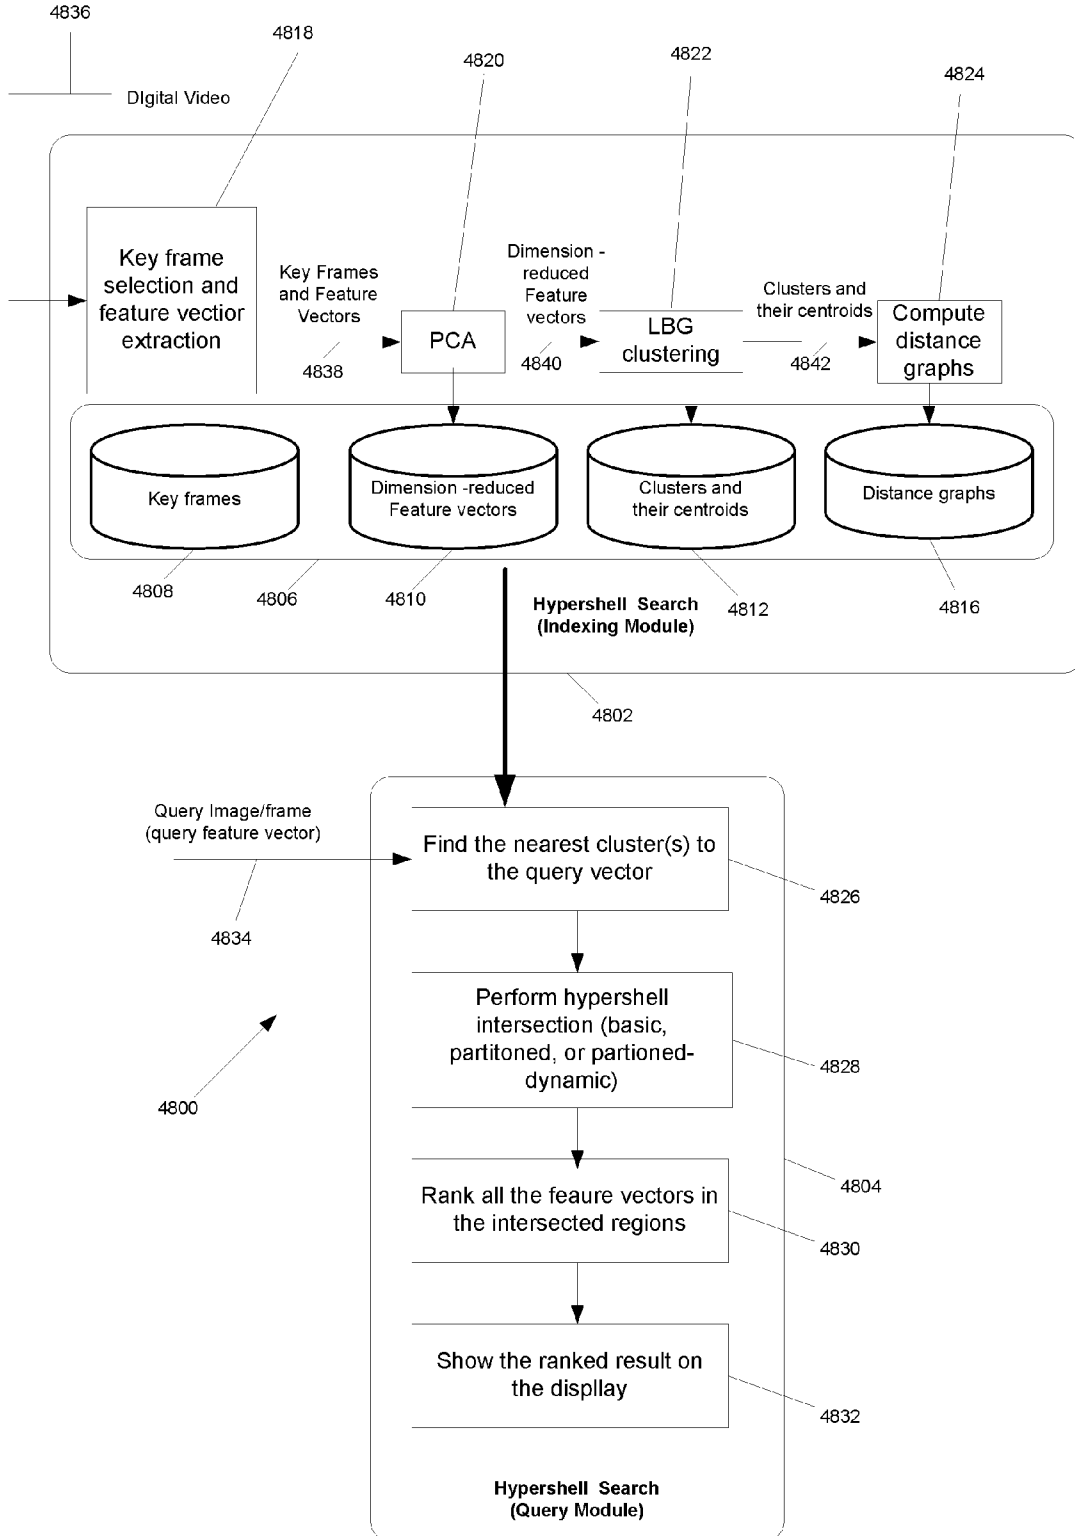 4836
4818
4820
4822
4824
DIgital Video
Key frame
selection and
feature vectior
extraction
Key Frames
and Feature
Vectors
4838
PCA
Dimension -
reduced
Feature
vectors
4840
LBG
clustering
Clusters and
their centroids
4842
Compute
distance
graphs
Key frames
Dimension -reduced
Feature vectors
Clusters and
their centroids
Distance graphs
4808
4806
4810
4812
4816
Hypershell Search
(Indexing Module)
4802
Query Image/frame
(query feature vector)
4834
Find the nearest cluster(s) to
the query vector
4826
Perform hypershell
intersection (basic,
partitoned, or partioned-
dynamic)
4828
4800
Rank all the feaure vectors in
the intersected regions
4804
4830
Show the ranked result on
the displlay
4832
Hypershell Search
(Query Module)